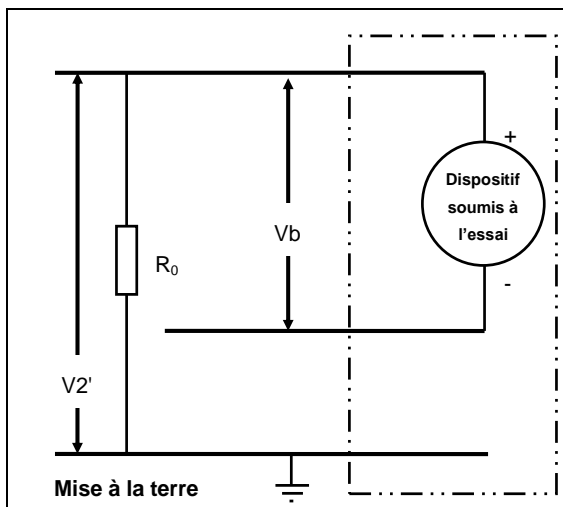 +
Dispositif
soumis à
l'essai
Vb
R₀
-
V2'
Mise à la terre